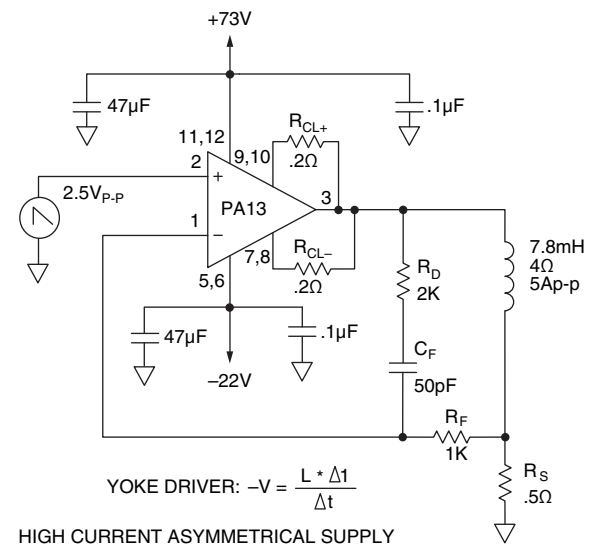 +73V
47µF
.1µF
RCL+
.2Ω
11,12
9,10
2
+
2.5VP-P
PA13
3
1
–
7,8
RCL–
.2Ω
5,6
7.8mH
4Ω
5Ap-p
RD
2K
47µF
.1µF
–22V
CF
50pF
RF
1K
RS
.5Ω
YOKE DRIVER: –V = L * Δ1
Δt
HIGH CURRENT ASYMMETRICAL SUPPLY